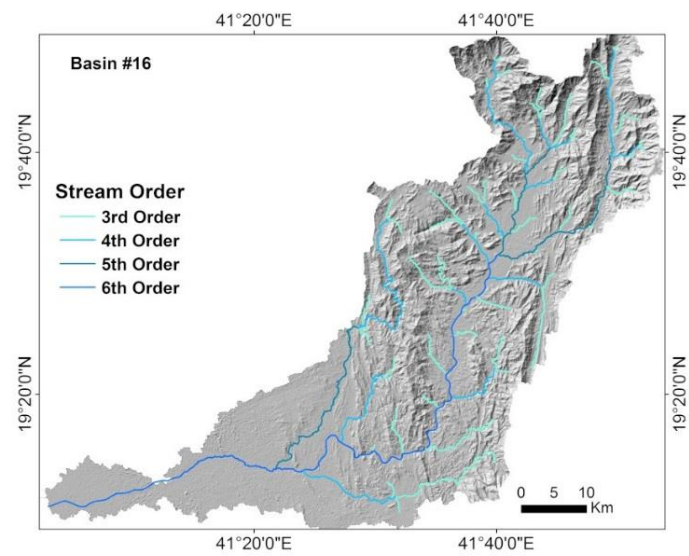 41°20'0"E 41°40'0"E
Basin #16
19°40'0"N 19°40'0"N
Stream Order
3rd Order
4th Order
5th Order
6th Order
19°20'0"N 19°20'0"N
0 5 10
Km
41°20'0"E 41°40'0"E